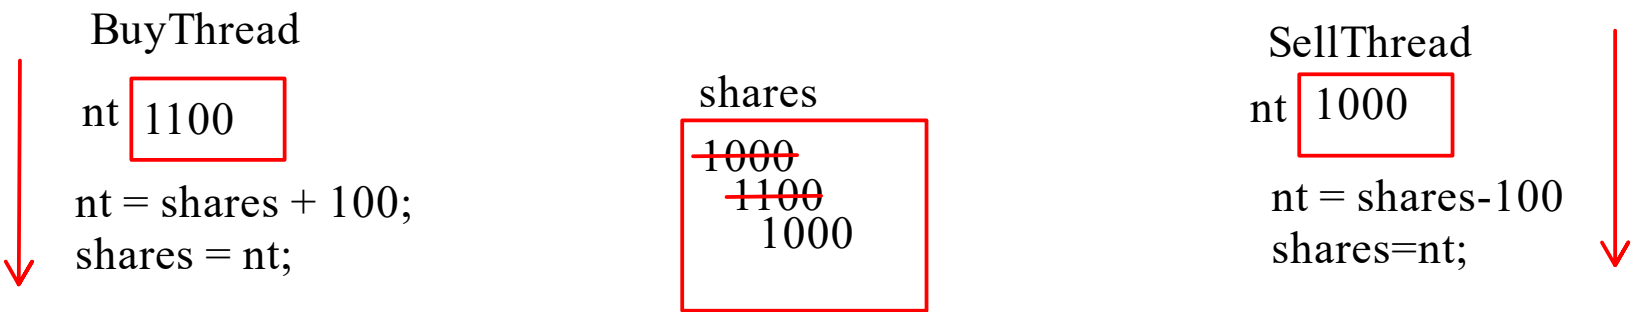 BuyThread
nt 1100
nt = shares + 100;
shares = nt;
shares
1000
1100
1000
SellThread
nt 1000
nt = shares-100
shares=nt;